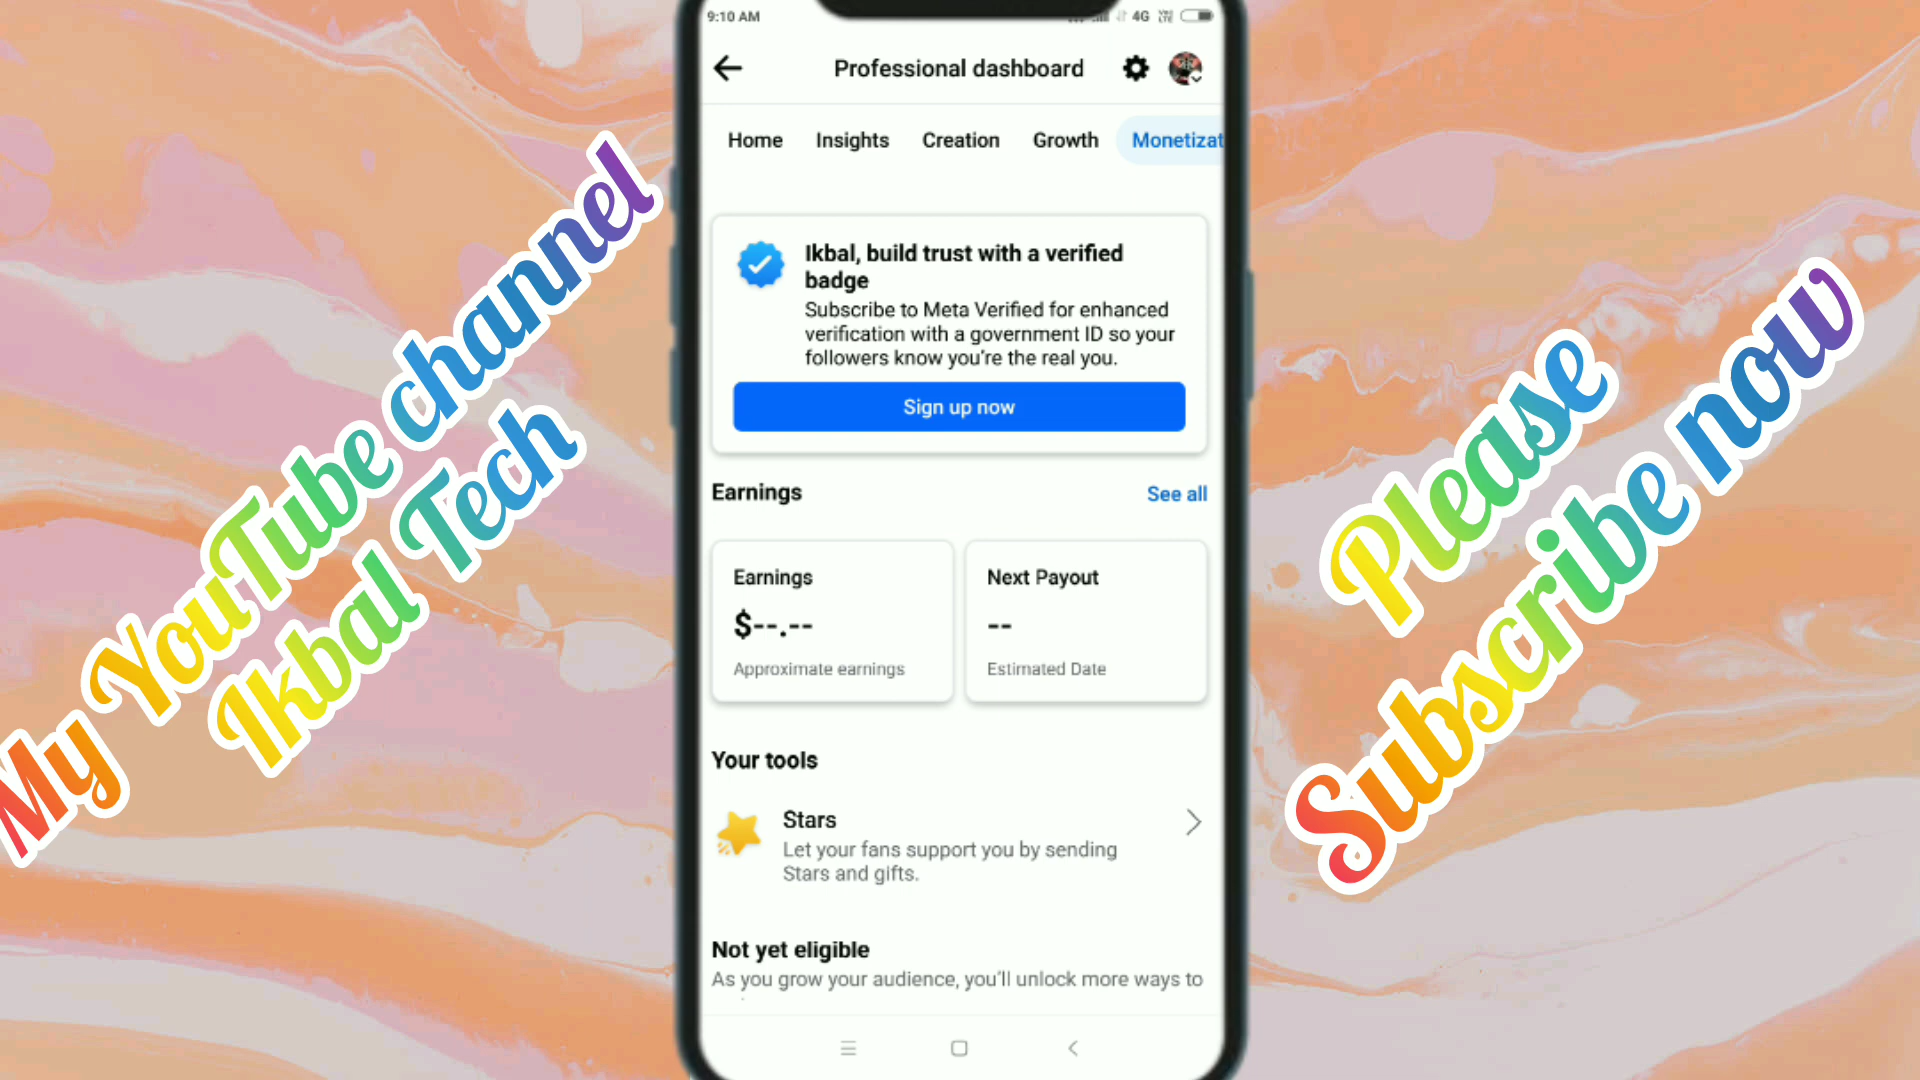 9:10 AM
4G
Professional dashboard
Home Insights Creation Growth Monetizat
Ikbal, build trust with a verified
badge
Subscribe to Meta Verified for enhanced
verification with a government ID so your
followers know you're the real you.
Sign up now
Earnings See all
Earnings
$--.--
Approximate earnings
Next Payout
--
Estimated Date
Your tools
Stars
Let your fans support you by sending
Stars and gifts.
Not yet eligible
As you grow your audience, you'll unlock more ways to
My YouTube channel
Ikbal Tech
Please
Subscribe now